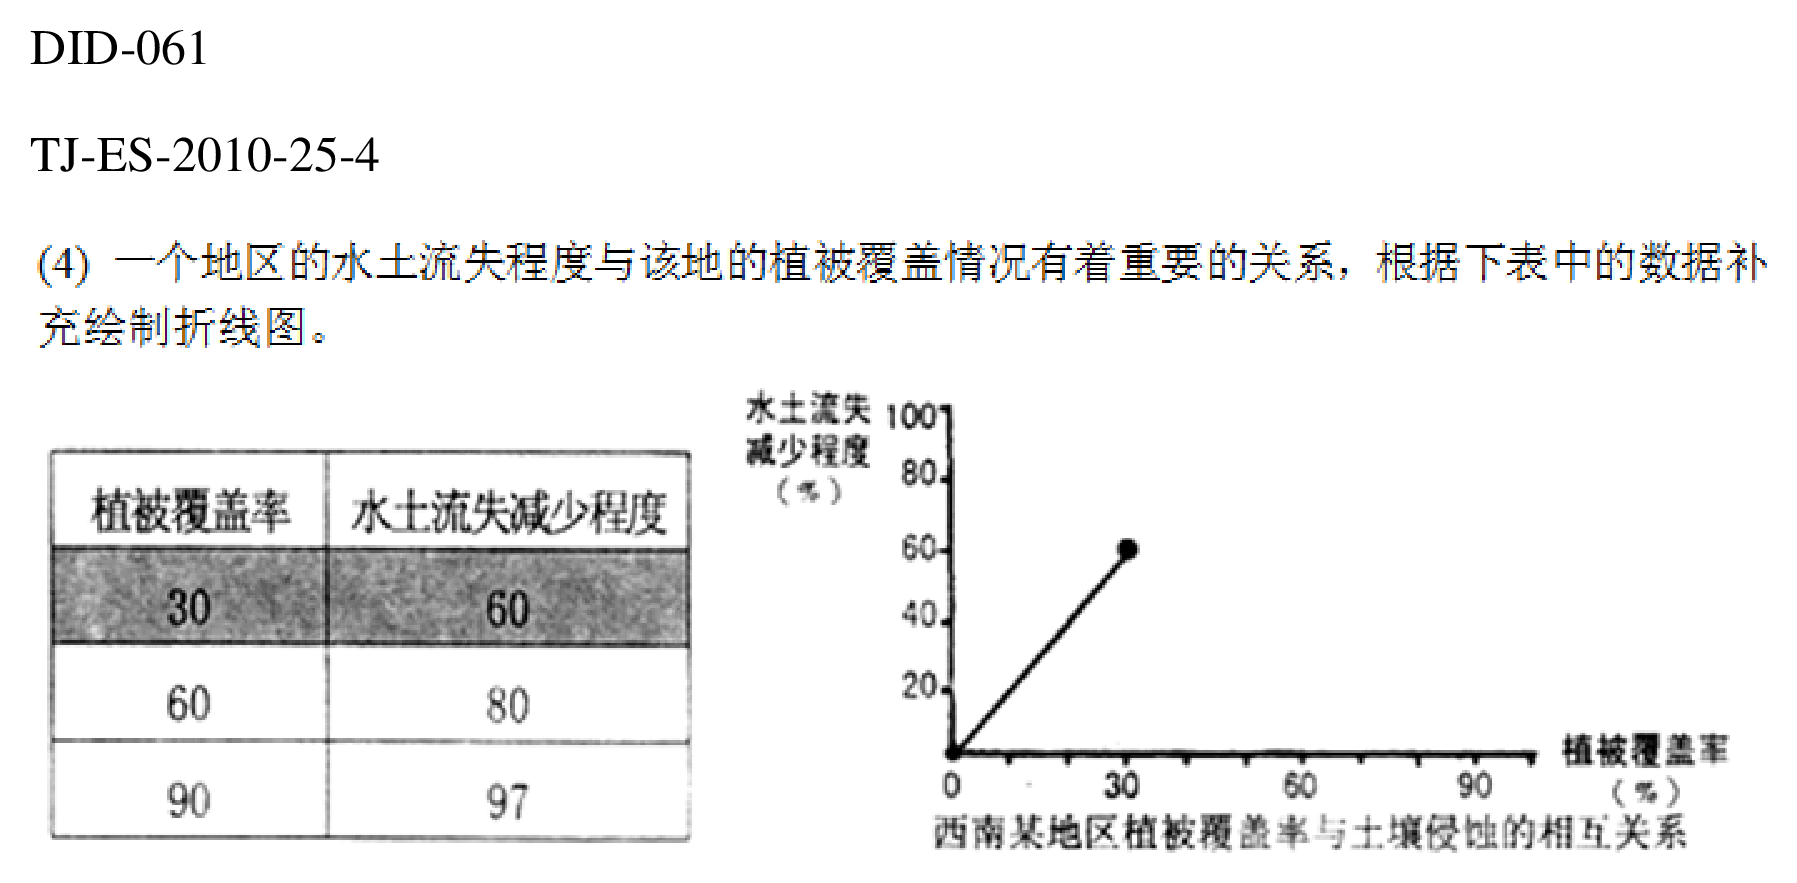 DID-061
TJ-ES-2010-25-4
(4) 一个地区的水土流失程度与该地的植被覆盖情况有着重要的关系，根据下表中的数据补
充绘制折线图。
植被覆盖率 水土流失减少程度
30 60
60 80
90 97
水土流失
减少程度
(%)
100
80
60
40
20
0 30 60 90
植被覆盖率
(%)
西南某地区植被覆盖率与土壤侵蚀的相互关系